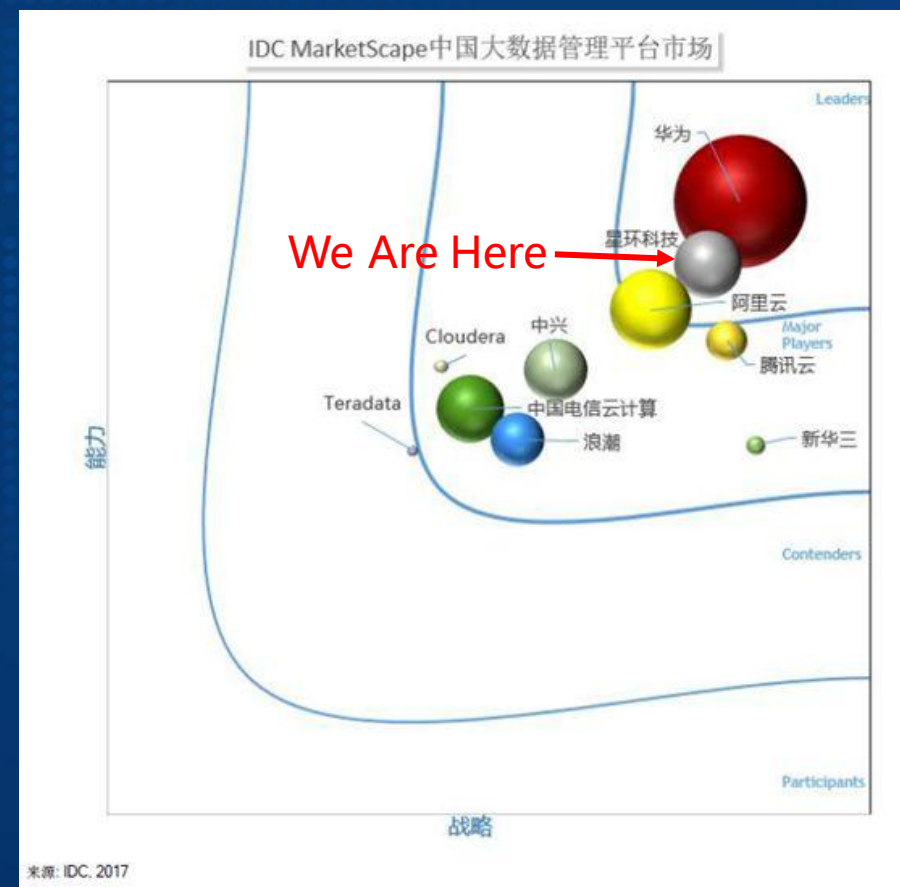 IDC MarketScape中国大数据管理平台市场
Leaders
华为
星环科技
We Are Here
阿里云
Major
Players
中兴
Cloudera
腾讯云
Teradata
中国电信云计算
新华三
浪潮
能力
Contenders
Participants
战略
来源: IDC, 2017